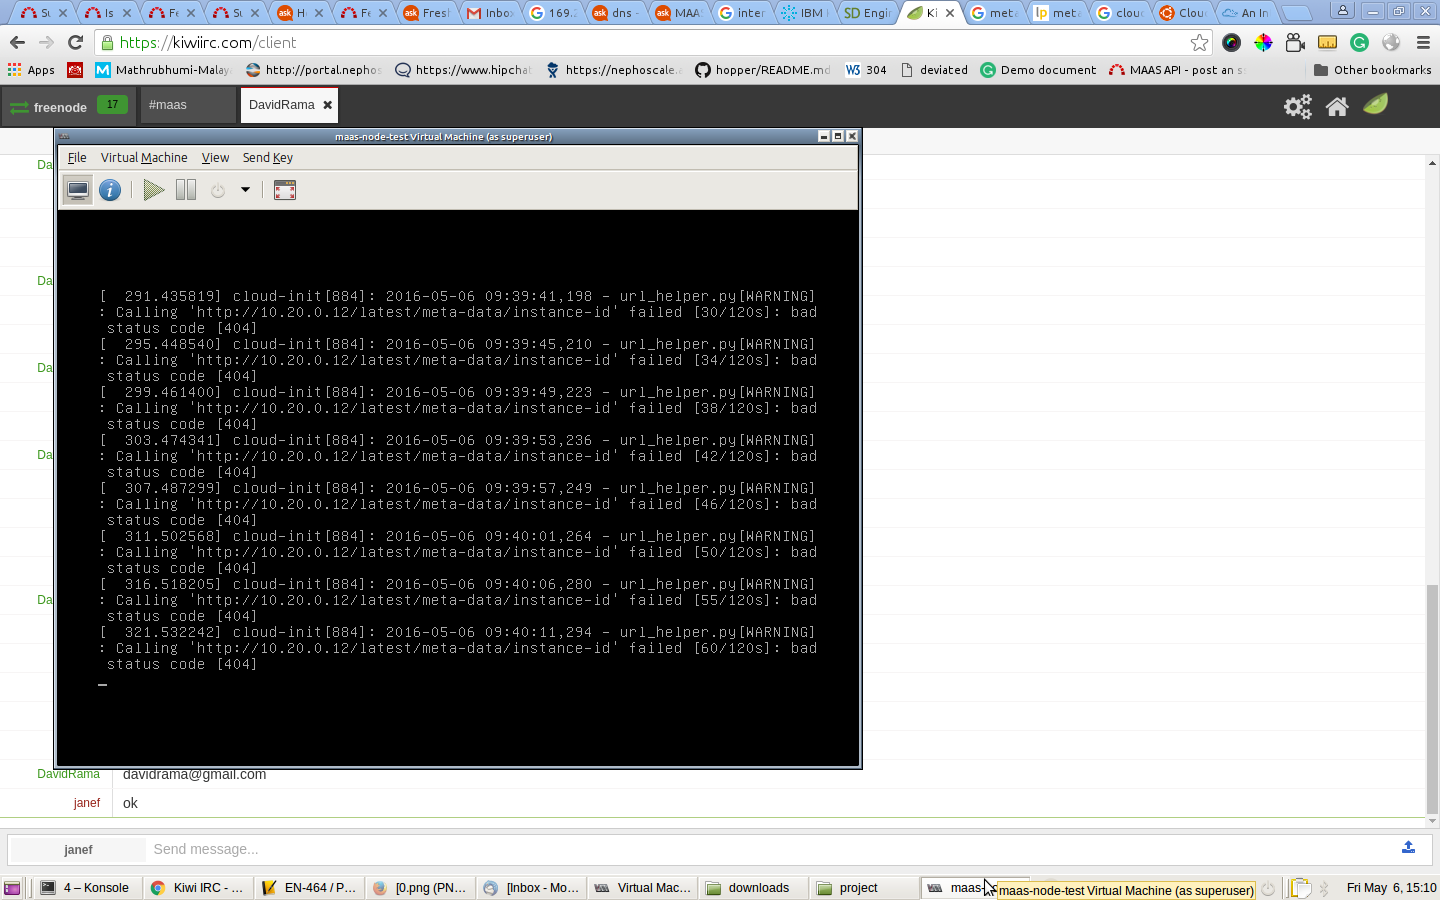 Su
Is
Fe
Su
H
Fe
Fresh
Inbox
169.2
dns -
MAAS
inter
IBM
Engin
Ki
meta
meta
clou
Clou
An In
https://kiwiirc.com/client
Apps
Mathrubhumi-Malaya
http://portal.nephos
https://www.hipchat
https://nephoscale.a
hopper/README.md
304
deviated
Demo document
MAAS API - post an s
Other bookmarks
freenode 17
#maas
DavidRama
maas-node-test Virtual Machine (as superuser)
File Virtual Machine View Send Key
[  291.435819] cloud-init[884]: 2016-05-06 09:39:41,198 - url_helper.py[WARNING]
: Calling 'http://10.20.0.12/latest/meta-data/instance-id' failed [30/120s]: bad
status code [404]
[  295.448540] cloud-init[884]: 2016-05-06 09:39:45,210 - url_helper.py[WARNING]
: Calling 'http://10.20.0.12/latest/meta-data/instance-id' failed [34/120s]: bad
status code [404]
[  299.461400] cloud-init[884]: 2016-05-06 09:39:49,223 - url_helper.py[WARNING]
: Calling 'http://10.20.0.12/latest/meta-data/instance-id' failed [38/120s]: bad
status code [404]
[  303.474341] cloud-init[884]: 2016-05-06 09:39:53,236 - url_helper.py[WARNING]
: Calling 'http://10.20.0.12/latest/meta-data/instance-id' failed [42/120s]: bad
status code [404]
[  307.487299] cloud-init[884]: 2016-05-06 09:39:57,249 - url_helper.py[WARNING]
: Calling 'http://10.20.0.12/latest/meta-data/instance-id' failed [46/120s]: bad
status code [404]
[  311.502568] cloud-init[884]: 2016-05-06 09:40:01,264 - url_helper.py[WARNING]
: Calling 'http://10.20.0.12/latest/meta-data/instance-id' failed [50/120s]: bad
status code [404]
[  316.518205] cloud-init[884]: 2016-05-06 09:40:06,280 - url_helper.py[WARNING]
: Calling 'http://10.20.0.12/latest/meta-data/instance-id' failed [55/120s]: bad
status code [404]
[  321.532242] cloud-init[884]: 2016-05-06 09:40:11,294 - url_helper.py[WARNING]
: Calling 'http://10.20.0.12/latest/meta-data/instance-id' failed [60/120s]: bad
status code [404]
Da
Da
Da
Da
Da
DavidRama davidrama@gmail.com
janef ok
janef Send message...
4 – Konsole
Kiwi IRC - ...
EN-464 / P...
[0.png (PN...
[Inbox - Mo...
Virtual Mac...
downloads
project
maas-
maas-node-test Virtual Machine (as superuser)
Fri May 6, 15:10